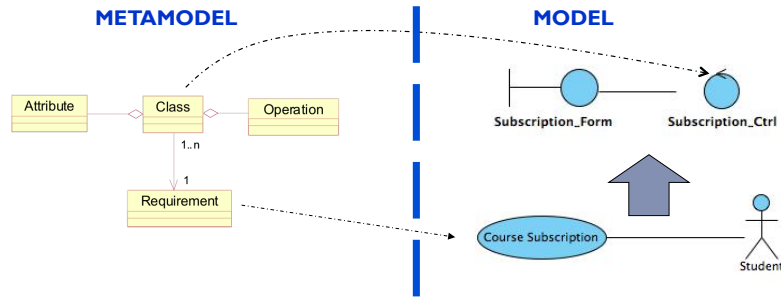 METAMODEL
MODEL
Attribute
Class
Operation
1..n
1
Requirement
Subscription_Form
Subscription_Ctrl
Course Subscription
Student